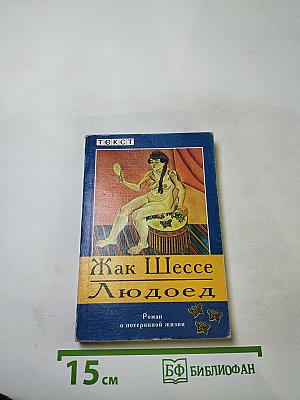 текст
Жак Шессе
Людоед
Роман
о потерянной жизни
15 см
БФ БИБЛИОФАН